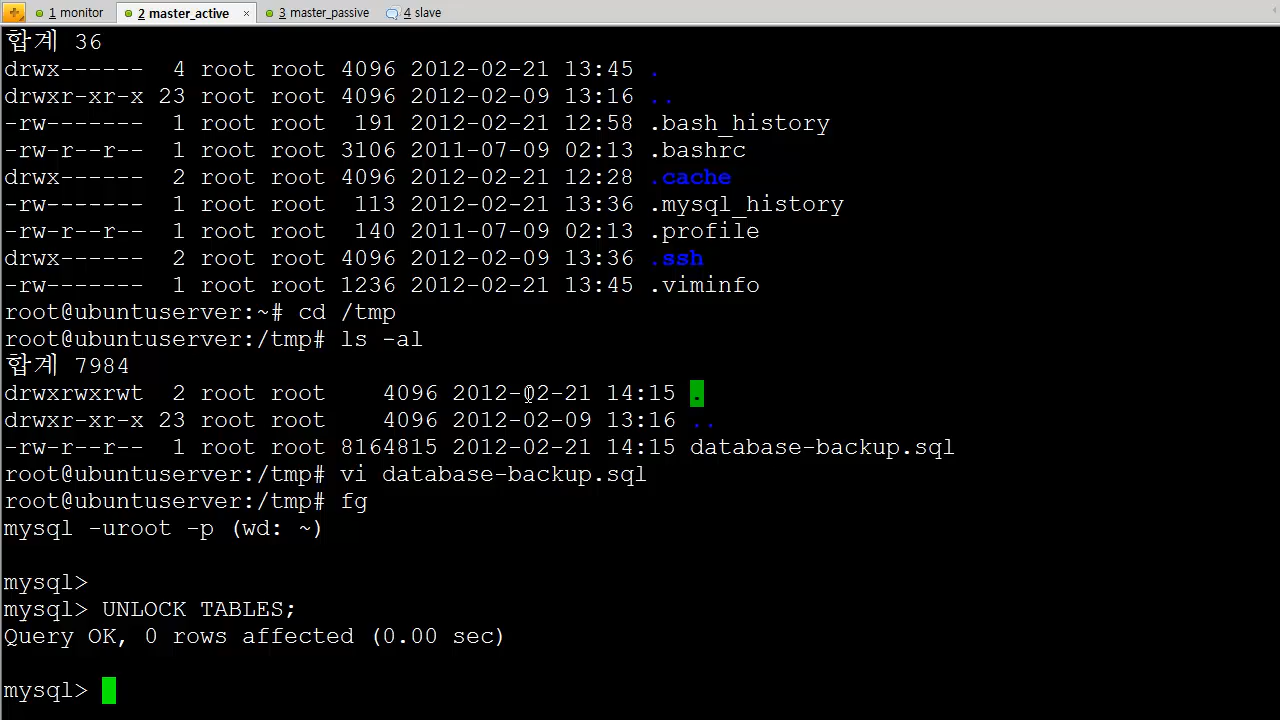 1 monitor 2 master_active × 3 master_passive 4 slave
합계 36
drwx------ 4 root root 4096 2012-02-21 13:45 .
drwxr-xr-x 23 root root 4096 2012-02-09 13:16 ..
-rw------- 1 root root 191 2012-02-21 12:58 .bash_history
-rw-r--r-- 1 root root 3106 2011-07-09 02:13 .bashrc
drwx------ 2 root root 4096 2012-02-21 12:28 .cache
-rw------- 1 root root 113 2012-02-21 13:36 .mysql_history
-rw-r--r-- 1 root root 140 2011-07-09 02:13 .profile
drwx------ 2 root root 4096 2012-02-09 13:36 .ssh
-rw------- 1 root root 1236 2012-02-21 13:45 .viminfo
root@ubuntuserver:~# cd /tmp
root@ubuntuserver:/tmp# ls -al
합계 7984
drwxrwxrwt 2 root root 4096 2012-02-21 14:15 .
drwxr-xr-x 23 root root 4096 2012-02-09 13:16 ..
-rw-r--r-- 1 root root 8164815 2012-02-21 14:15 database-backup.sql
root@ubuntuserver:/tmp# vi database-backup.sql
root@ubuntuserver:/tmp# fg
mysql -uroot -p (wd: ~)
mysql>
mysql> UNLOCK TABLES;
Query OK, 0 rows affected (0.00 sec)
mysql>